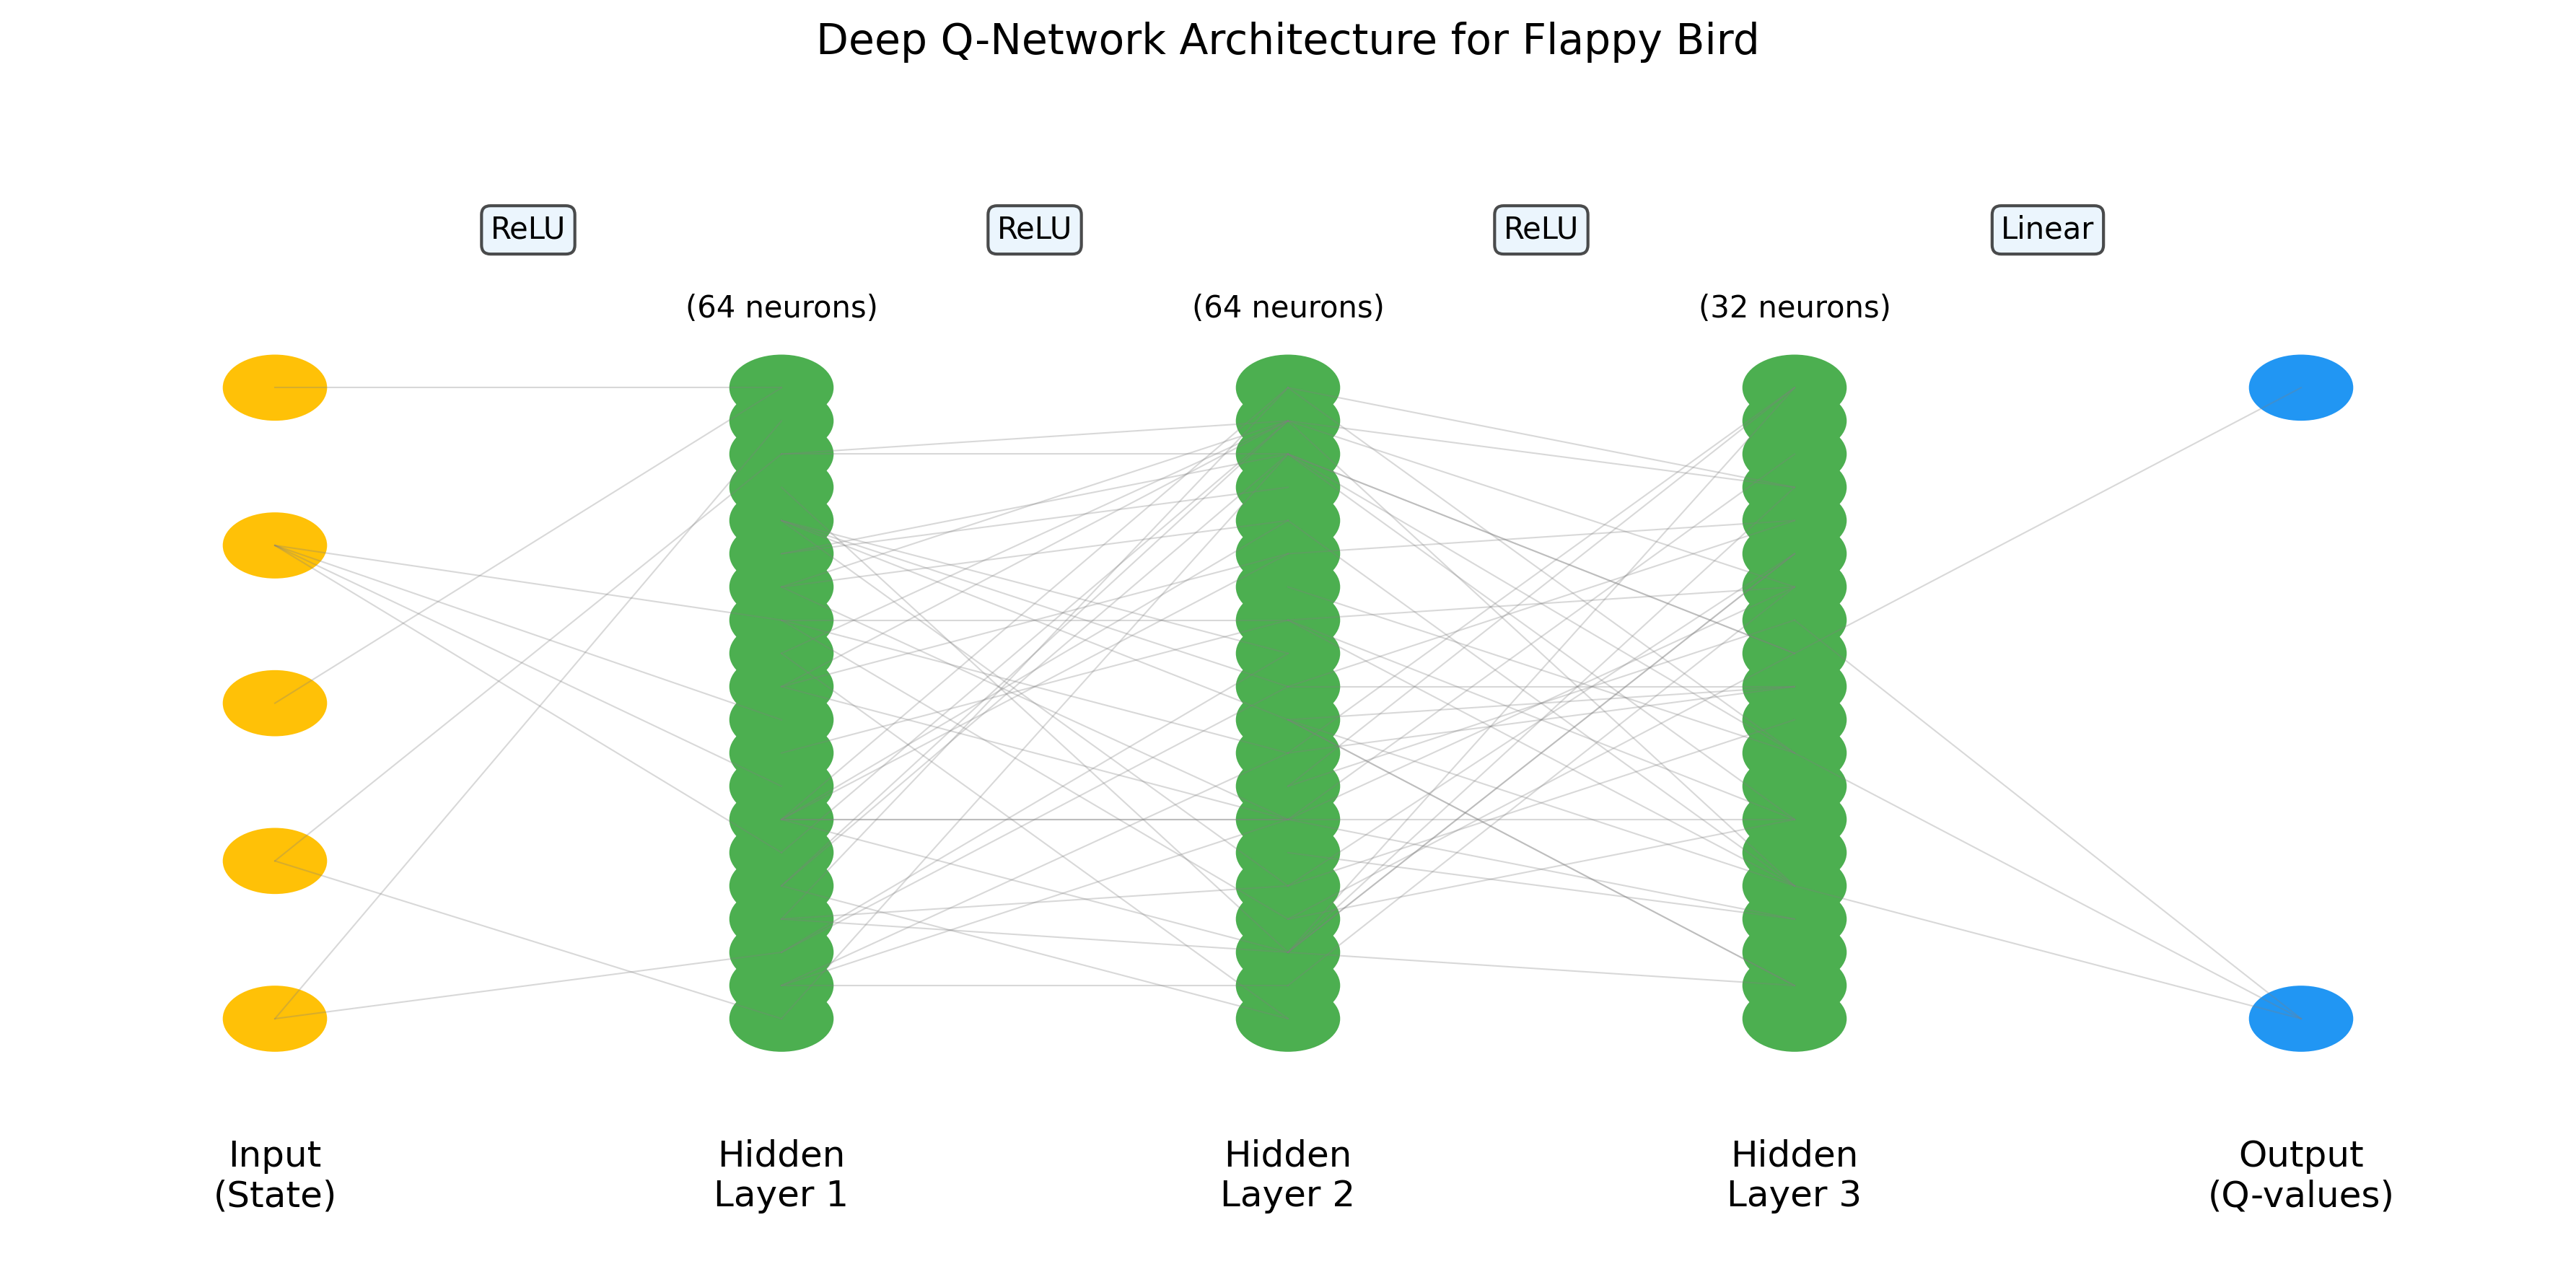 Deep Q-Network Architecture for Flappy Bird
ReLU
ReLU
ReLU
Linear
(64 neurons)
(64 neurons)
(32 neurons)
Input
(State)
Hidden
Layer 1
Hidden
Layer 2
Hidden
Layer 3
Output
(Q-values)